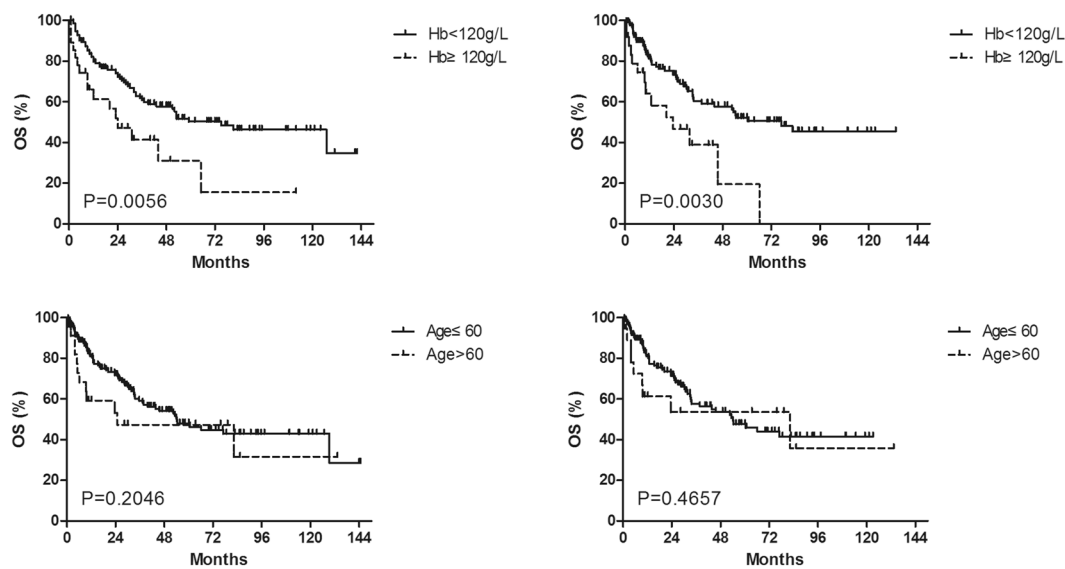 100
80
60
40
20
0
OS (%)
Hb<120g/L
Hb≥ 120g/L
P=0.0056
0 24 48 72 96 120 144
Months
100
80
60
40
20
0
OS (%)
Hb<120g/L
Hb≥ 120g/L
P=0.0030
0 24 48 72 96 120 144
Months
100
80
60
40
20
0
OS (%)
Age≤ 60
Age>60
P=0.2046
0 24 48 72 96 120 144
Months
100
80
60
40
20
0
OS (%)
Age≤ 60
Age>60
P=0.4657
0 24 48 72 96 120 144
Months